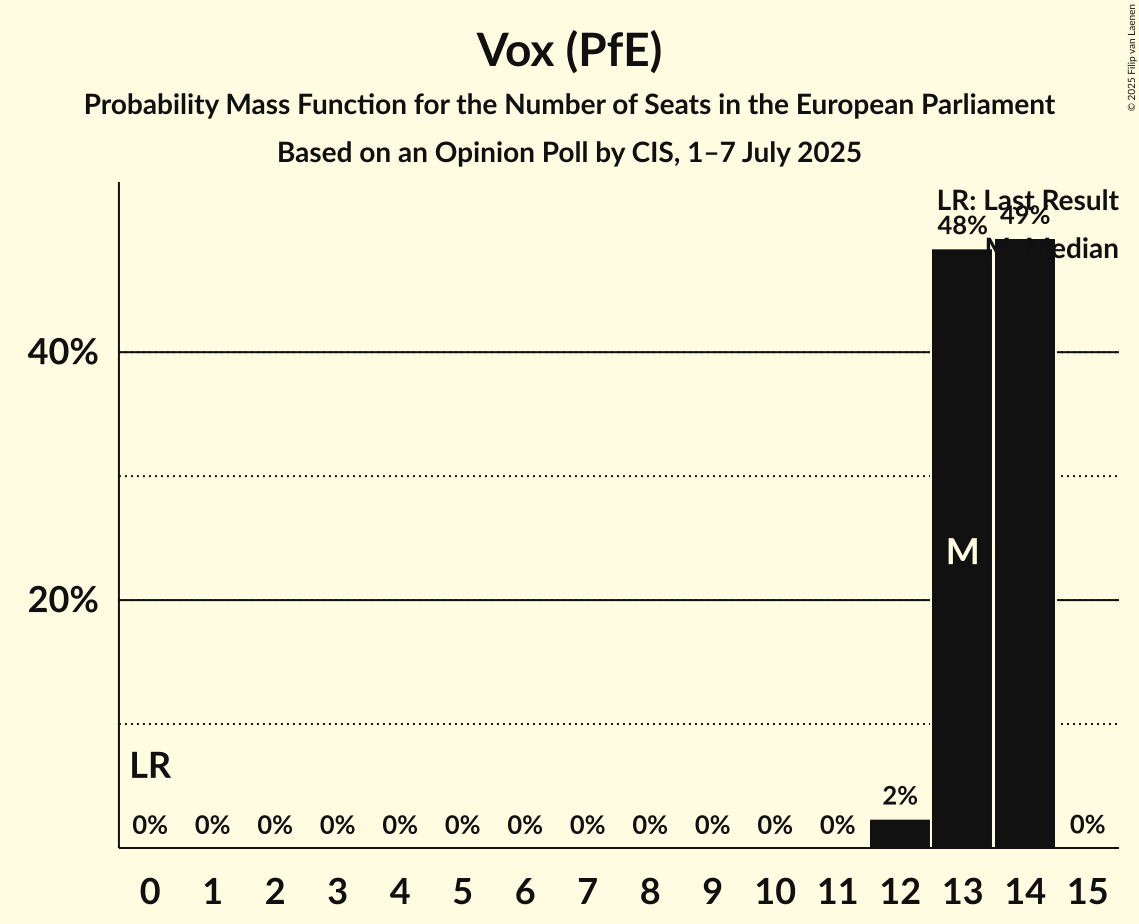 Vox (PfE)
Probability Mass Function for the Number of Seats in the European Parliament
Based on an Opinion Poll by CIS, 1–7 July 2025
© 2025 Filip van Laenen
LR: Last Result
M: Median
48%
49%
40%
M
20%
LR
2%
0% 0% 0% 0% 0% 0% 0% 0% 0% 0% 0% 0% 0%
0 1 2 3 4 5 6 7 8 9 10 11 12 13 14 15